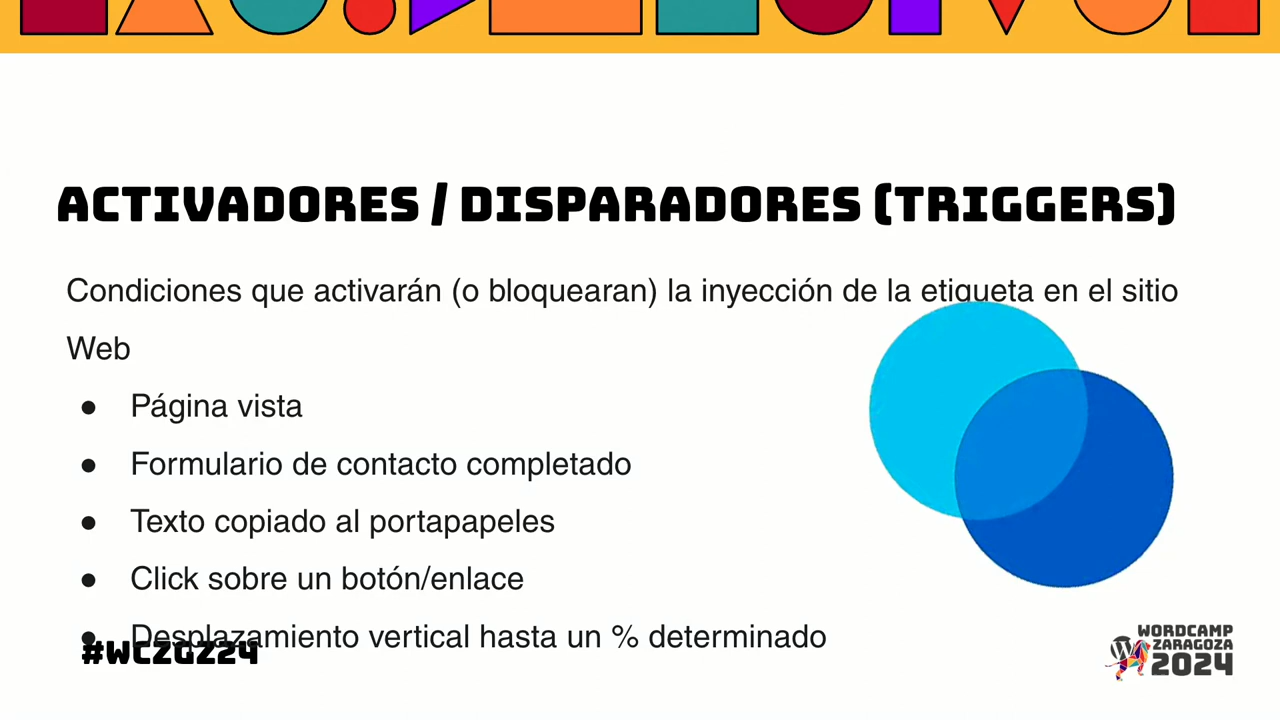 ACTIVADORES / DISPARADORES (TRIGGERS)
Condiciones que activarán (o bloquearan) la inyección de la etiqueta en el sitio
Web
● Página vista
● Formulario de contacto completado
● Texto copiado al portapapeles
● Click sobre un botón/enlace
● Desplazamiento vertical hasta un % determinado
#WCZGZ24
WORDCAMP
ZARAGOZA
2024